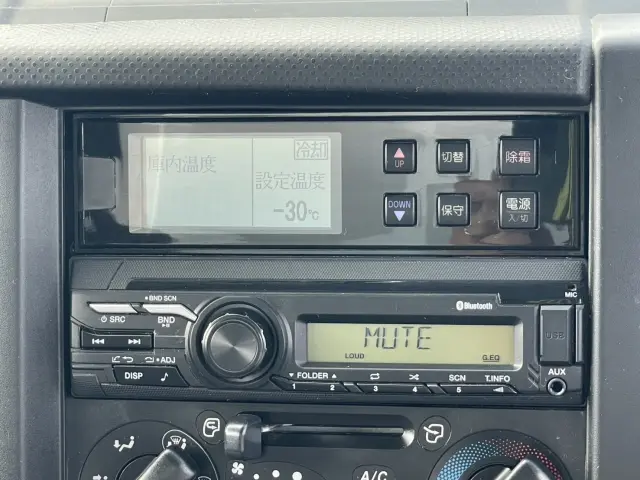 冷却
庫内温度
設定温度
-30℃
UP
切替
除霜
DOWN
保守
電源
入/切
BND SCN
Bluetooth
MIC
SRC
BND
MUTE
LOUD
G.EQ
USB
ADJ
DISP
FOLDER
SCN
T.INFO
AUX
1 2 3 4 5 6
A/C